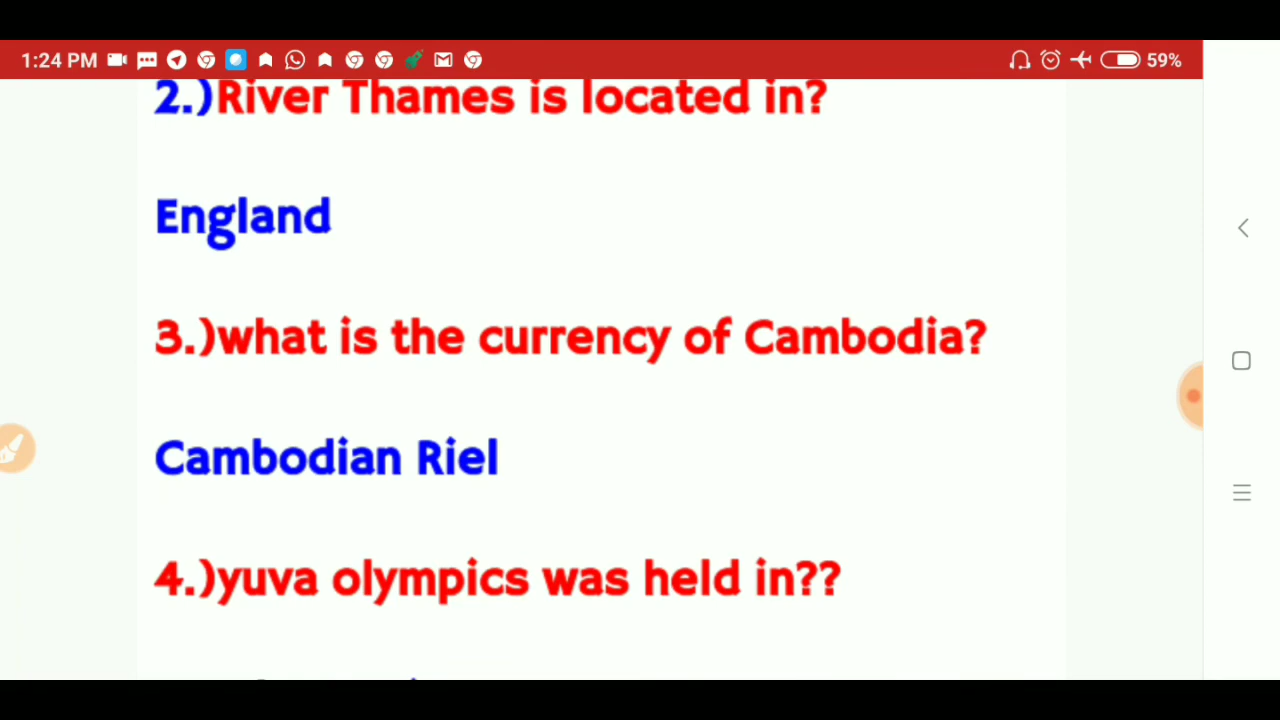 1:24 PM 59%
2.)River Thames is located in?
England
3.)what is the currency of Cambodia?
Cambodian Riel
4.)yuva olympics was held in??